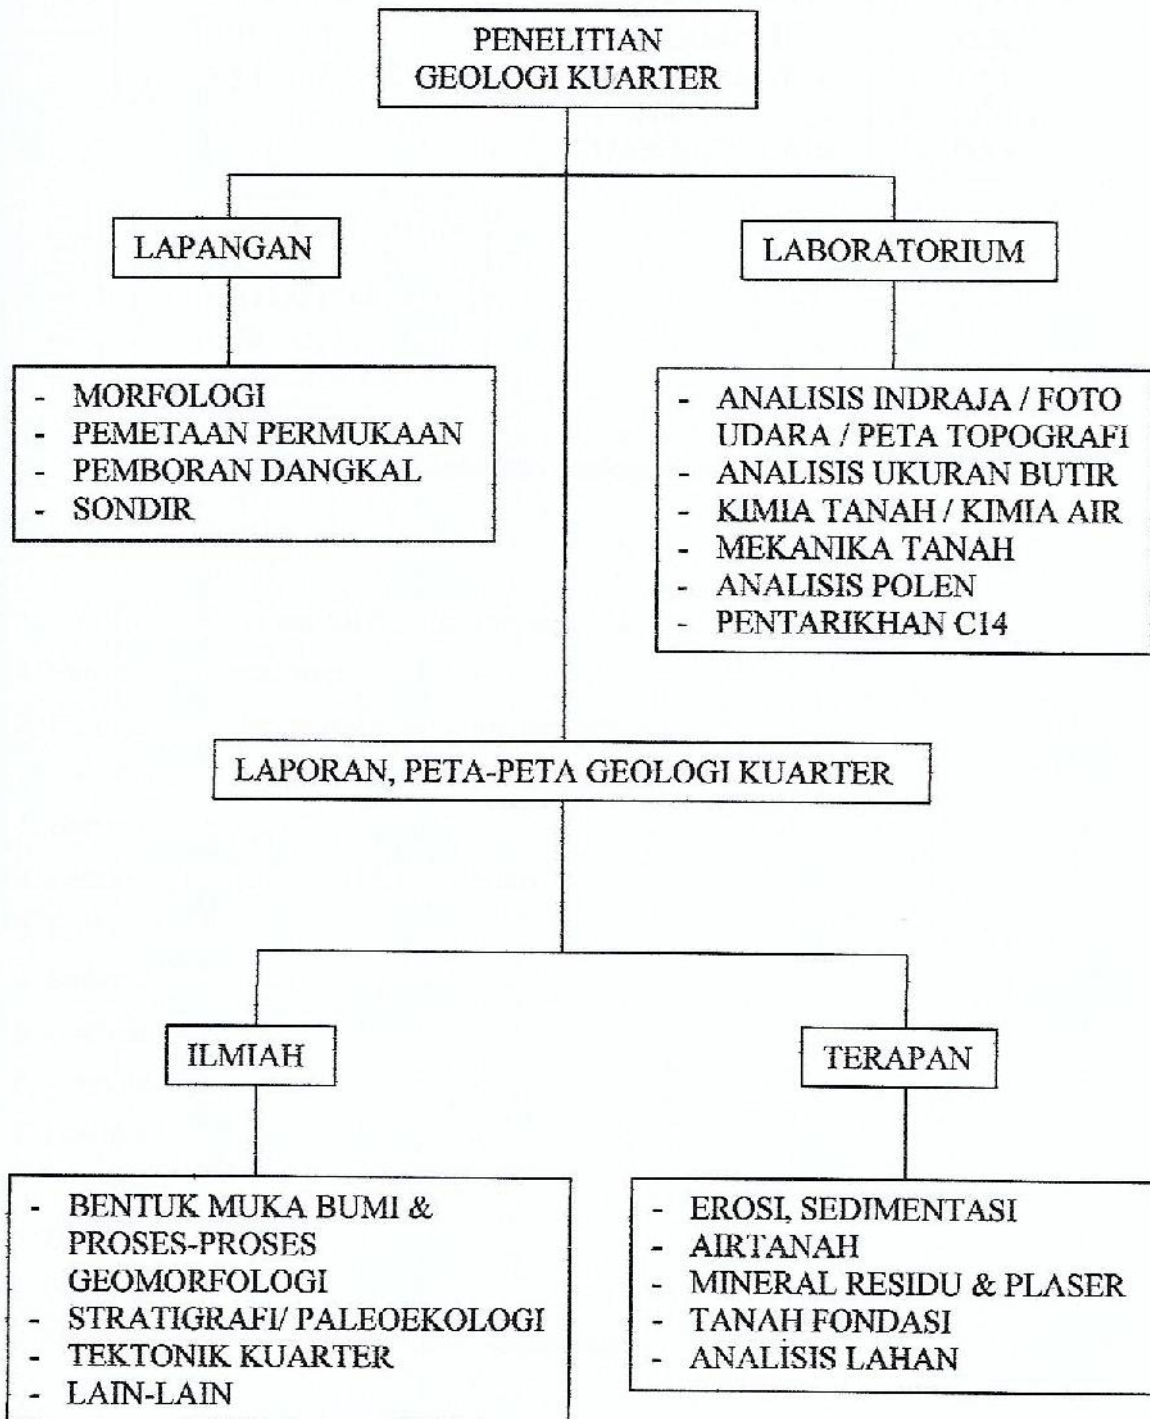 PENELITIAN
GEOLOGI KUARTER
LAPANGAN
LABORATORIUM
- MORFOLOGI
- PEMETAAN PERMUKAAN
- PEMBORAN DANGKAL
- SONDIR
- ANALISIS INDRAJA / FOTO
UDARA / PETA TOPOGRAFI
- ANALISIS UKURAN BUTIR
- KIMIA TANAH / KIMIA AIR
- MEKANIKA TANAH
- ANALISIS POLEN
- PENTARIKHAN C14
LAPORAN, PETA-PETA GEOLOGI KUARTER
ILMIAH
TERAPAN
- BENTUK MUKA BUMI &
PROSES-PROSES
GEOMORFOLOGI
- STRATIGRAFI/ PALEOEKOLOGI
- TEKTONIK KUARTER
- LAIN-LAIN
- EROSI, SEDIMENTASI
- AIRTANAH
- MINERAL RESIDU & PLASER
- TANAH FONDASI
- ANALISIS LAHAN